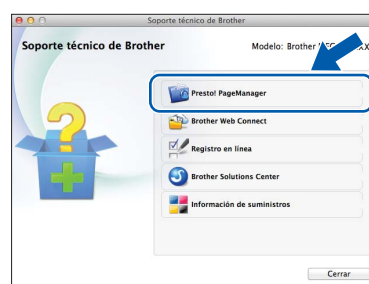 Soporte técnico de Brother
Soporte técnico de Brother
Modelo: Brother
Presto! PageManager
Brother Web Connect
Registro en línea
Brother Solutions Center
Información de suministros
Cerrar